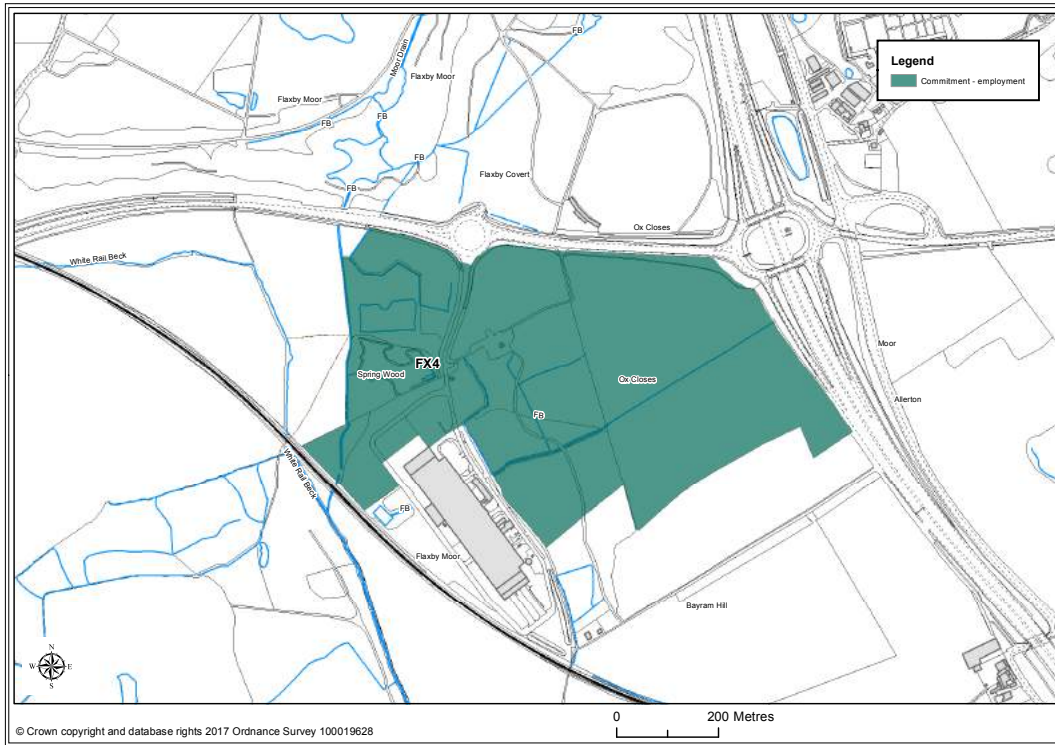 FB
Moor Drain
Flaxby Moor
Flaxby Moor
FB
FB
FB
Flaxby Covert
FB
Ox Closes
White Rail Beck
Moor
FX4
Spring Wood
Ox Closes
Allerton
FB
White Rail Beck
FB
Flaxby Moor
Bayram Hill
Legend
Commitment - employment
N
W
E
S
0
200 Metres
© Crown copyright and database rights 2017 Ordnance Survey 100019628